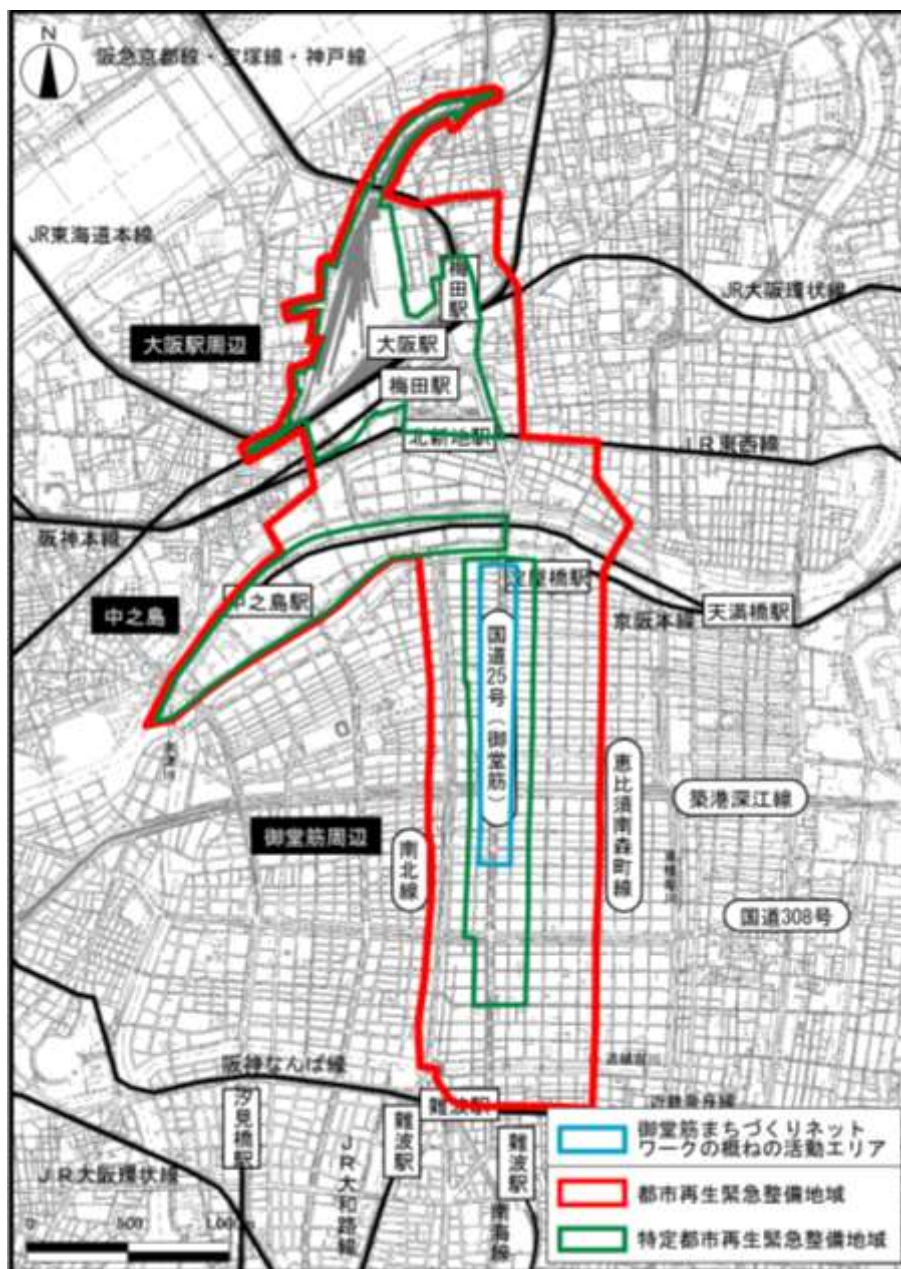 N
阪急京都線・宝塚線・神戸線
JR東海道本線
梅田駅
JR大阪環状線
大阪駅周辺
大阪駅
梅田駅
北新地駅
JR東西線
阪神本線
中之島駅
淀屋橋駅
中之島
京阪本線
天満橋駅
国道25号(御堂筋)
恵比須南森町線
築港深江線
御堂筋周辺
南北線
国道308号
阪神なんば線
難波駅
汐見橋駅
JR大和路線
難波駅
難波駅
南海線
JR大阪環状線
0 500 1,000
御堂筋まちづくりネット
ワークの概ねの活動エリア
都市再生緊急整備地域
特定都市再生緊急整備地域